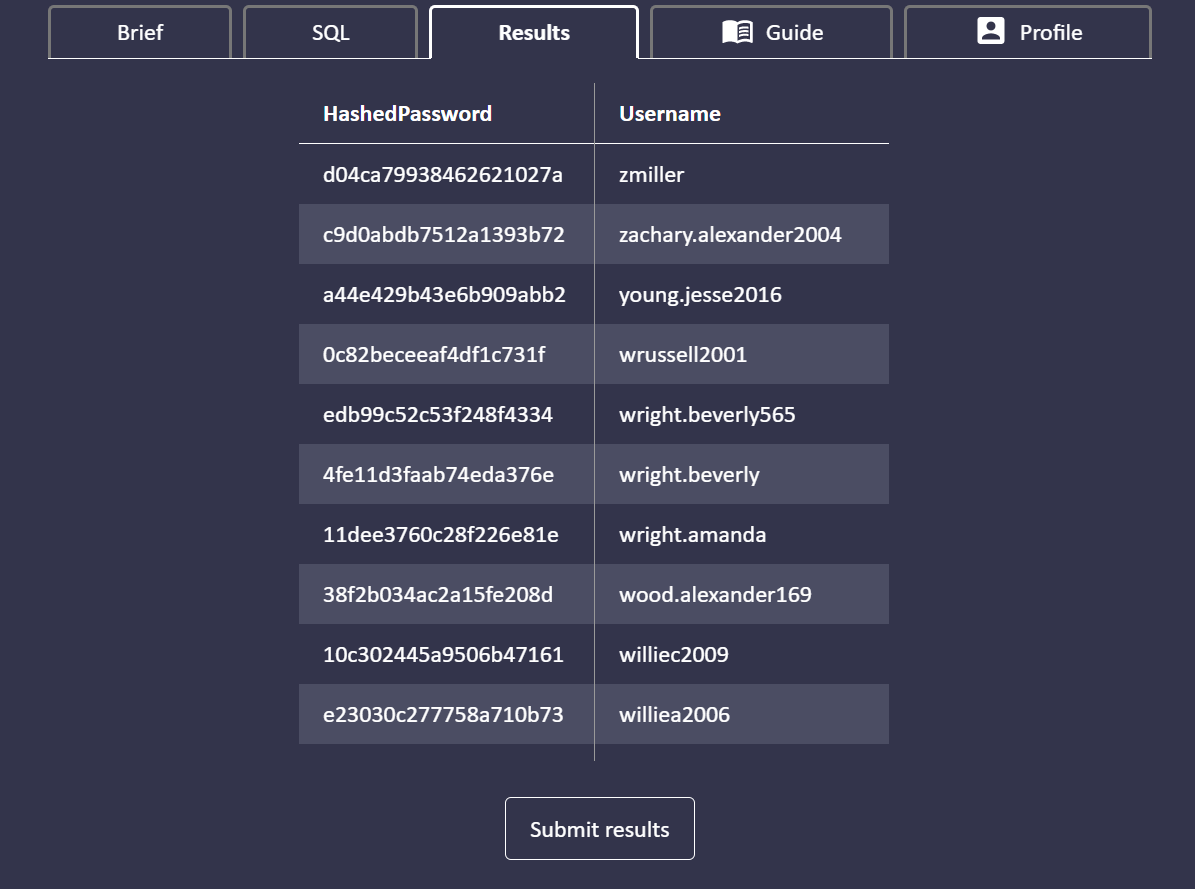 Brief SQL Results Guide Profile
HashedPassword Username
d04ca79938462621027a zmiller
c9d0abdb7512a1393b72 zachary.alexander2004
a44e429b43e6b909abb2 young.jesse2016
0c82beceeaf4df1c731f wrussell2001
edb99c52c53f248f4334 wright.beverly565
4fe11d3faab74eda376e wright.beverly
11dee3760c28f226e81e wright.amanda
38f2b034ac2a15fe208d wood.alexander169
10c302445a9506b47161 williec2009
e23030c277758a710b73 williea2006
Submit results